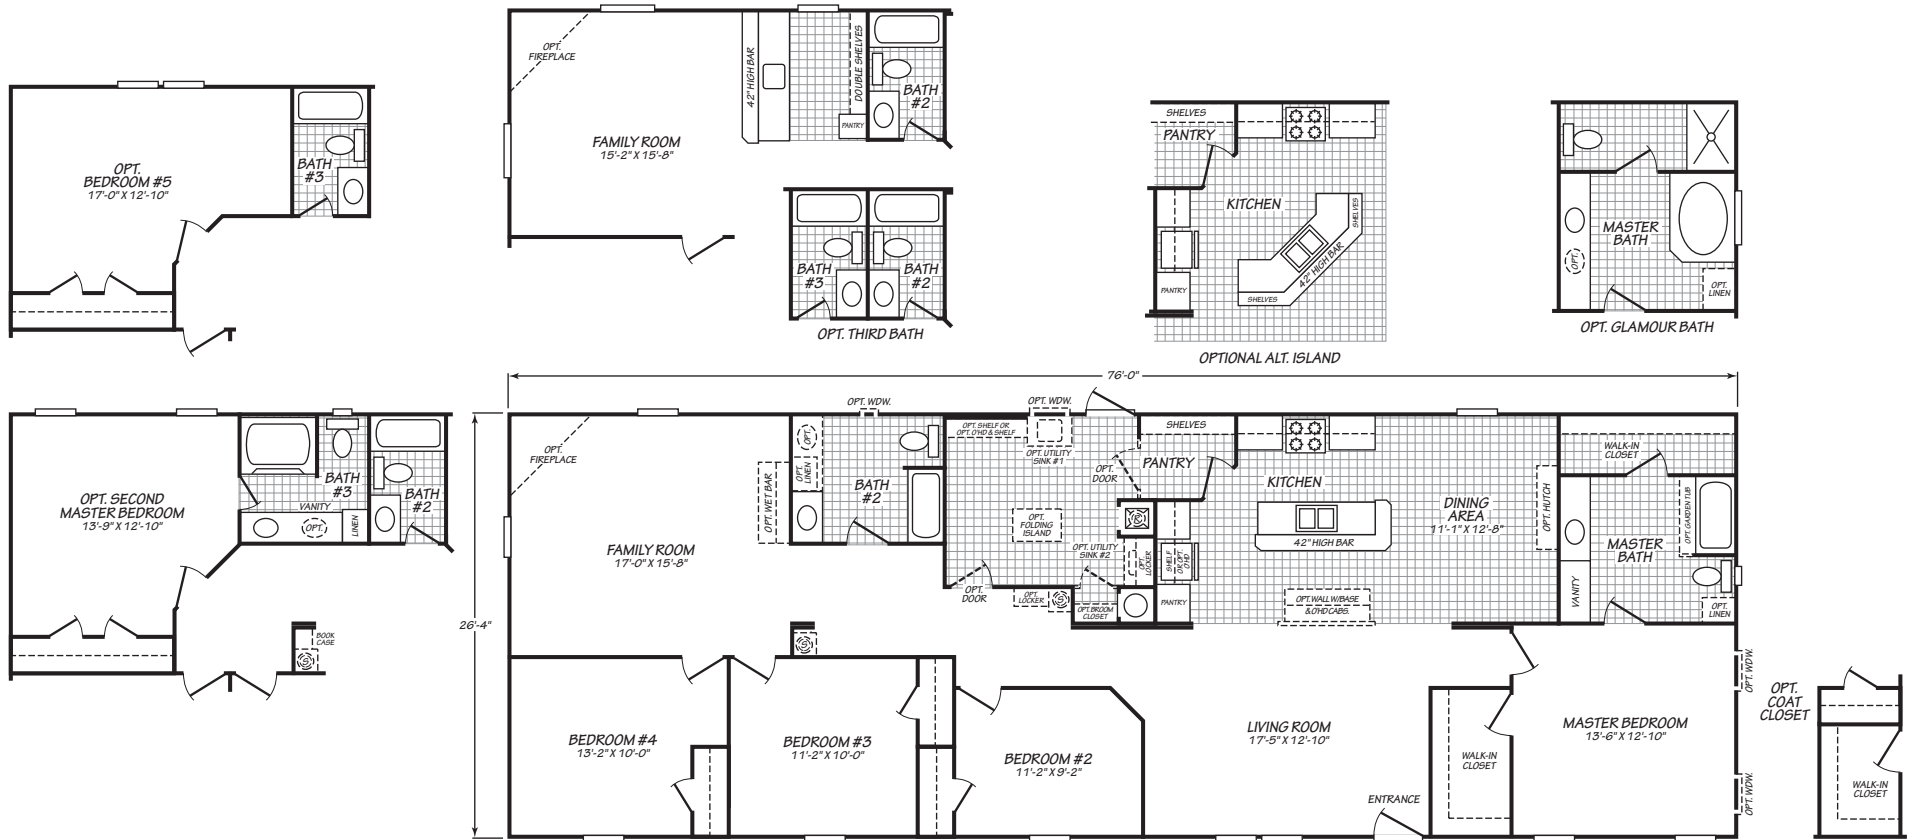 OPT.
BEDROOM #5
17'-0" X 12'-10"
BATH
#3
OPT.
FIREPLACE
FAMILY ROOM
15'-2" X 15'-8"
42" HIGH BAR
DOUBLE SHELVES
PANTRY
BATH
#2
BATH
#3
BATH
#2
OPT. THIRD BATH
SHELVES
PANTRY
KITCHEN
PANTRY
SHELVES
42" HIGH BAR
SHELVES
OPTIONAL ALT. ISLAND
MASTER
BATH
OPT.
OPT.
LINEN
OPT. GLAMOUR BATH
OPT. SECOND
MASTER BEDROOM
13'-9" X 12'-10"
BATH
#3
VANITY
OPT.
LINEN
BATH
#2
BOOK
CASE
76'-0"
26'-4"
OPT.
FIREPLACE
FAMILY ROOM
17'-0" X 15'-8"
OPT. WET BAR
OPT.
OPT.
LINEN
OPT. WDW.
BATH
#2
OPT. SHELF OR
OPT. O'HD & SHELF
OPT. WDW.
OPT. UTILITY
SINK #1
OPT.
DOOR
OPT.
FOLDING
ISLAND
OPT. UTILITY
SINK #2
OPT.
LOCKER
OPT.
DOOR
OPT.
LOCKER
OPT. BROOM
CLOSET
SHELVES
PANTRY
SHELF
OR OPT.
O'HD
PANTRY
KITCHEN
42" HIGH BAR
OPT. WALL W/BASE
& O'HD CABS.
DINING
AREA
11'-1" X 12'-8"
OPT. HUTCH
WALK-IN
CLOSET
OPT. GARDEN TUB
MASTER
BATH
VANITY
OPT.
LINEN
BEDROOM #4
13'-2" X 10'-0"
BEDROOM #3
11'-2" X 10'-0"
BEDROOM #2
11'-2" X 9'-2"
LIVING ROOM
17'-5" X 12'-10"
ENTRANCE
WALK-IN
CLOSET
MASTER BEDROOM
13'-6" X 12'-10"
OPT. WDW.
OPT. WDW.
OPT.
COAT
CLOSET
WALK-IN
CLOSET